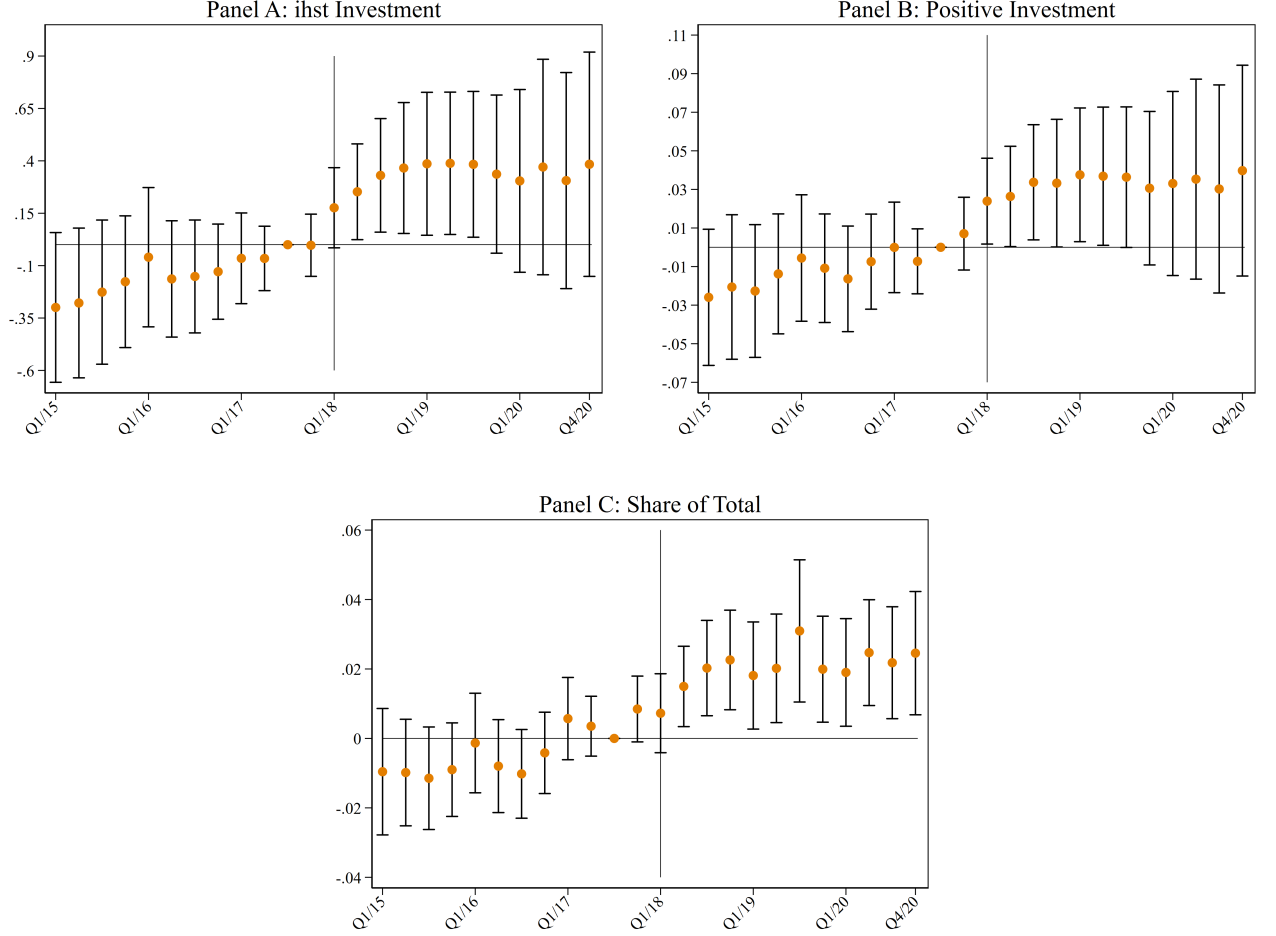 Panel A: ihst Investment
.9
.65
.4
.15
-.1
-.35
-.6
Q1/15
Q1/16
Q1/17
Q1/18
Q1/19
Q1/20
Q4/20
Panel B: Positive Investment
.11
.09
.07
.05
.03
.01
-.01
-.03
-.05
-.07
Q1/15
Q1/16
Q1/17
Q1/18
Q1/19
Q1/20
Q4/20
Panel C: Share of Total
.06
.04
.02
0
-.02
-.04
Q1/15
Q1/16
Q1/17
Q1/18
Q1/19
Q1/20
Q4/20